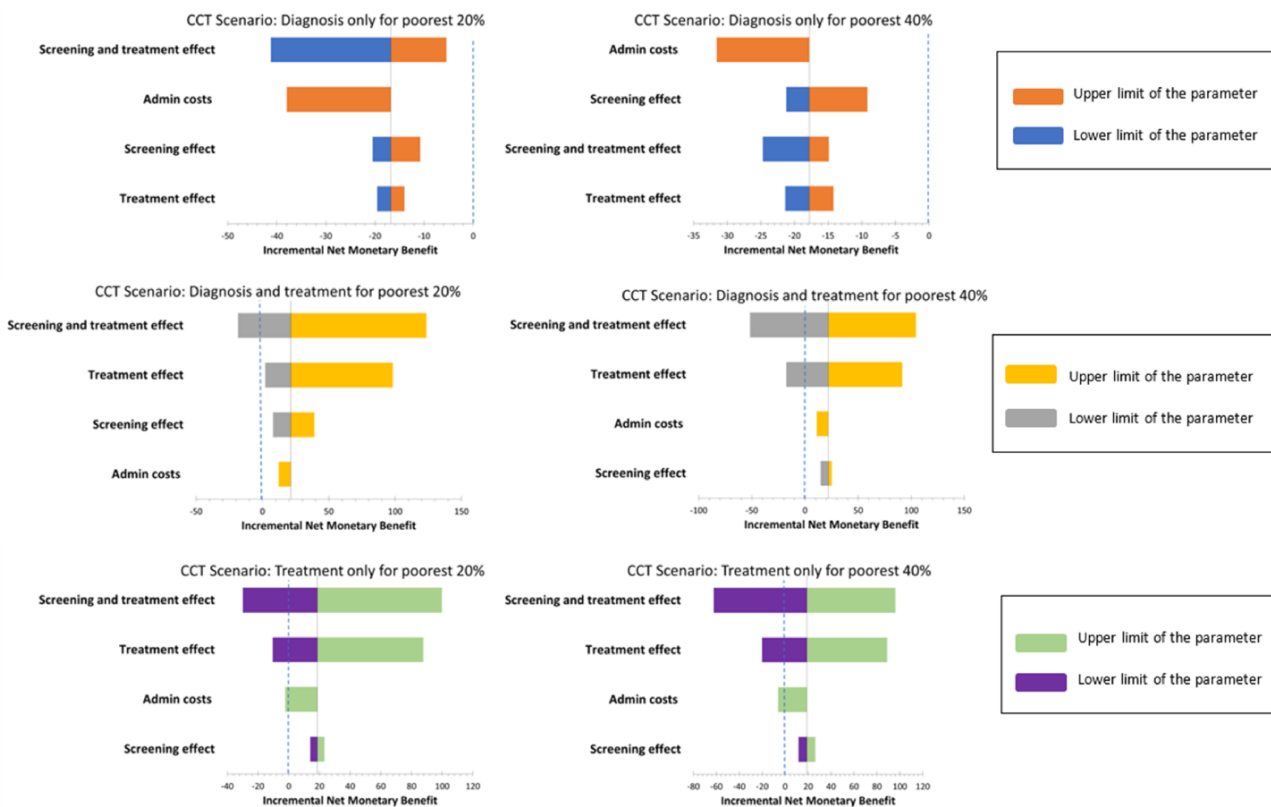 CCT Scenario: Diagnosis only for poorest 20%
Screening and treatment effect
Admin costs
Screening effect
Treatment effect
-50 -40 -30 -20 -10 0
Incremental Net Monetary Benefit
CCT Scenario: Diagnosis only for poorest 40%
Admin costs
Screening effect
Screening and treatment effect
Treatment effect
-35 -30 -25 -20 -15 -10 -5 0
Incremental Net Monetary Benefit
Upper limit of the parameter
Lower limit of the parameter
CCT Scenario: Diagnosis and treatment for poorest 20%
Screening and treatment effect
Treatment effect
Screening effect
Admin costs
-50 0 50 100 150
Incremental Net Monetary Benefit
CCT Scenario: Diagnosis and treatment for poorest 40%
Screening and treatment effect
Treatment effect
Admin costs
Screening effect
-100 -50 0 50 100 150
Incremental Net Monetary Benefit
Upper limit of the parameter
Lower limit of the parameter
CCT Scenario: Treatment only for poorest 20%
Screening and treatment effect
Treatment effect
Admin costs
Screening effect
-40 -20 0 20 40 60 80 100 120
Incremental Net Monetary Benefit
CCT Scenario: Treatment only for poorest 40%
Screening and treatment effect
Treatment effect
Admin costs
Screening effect
-80 -60 -40 -20 0 20 40 60 80 100 120
Incremental Net Monetary Benefit
Upper limit of the parameter
Lower limit of the parameter